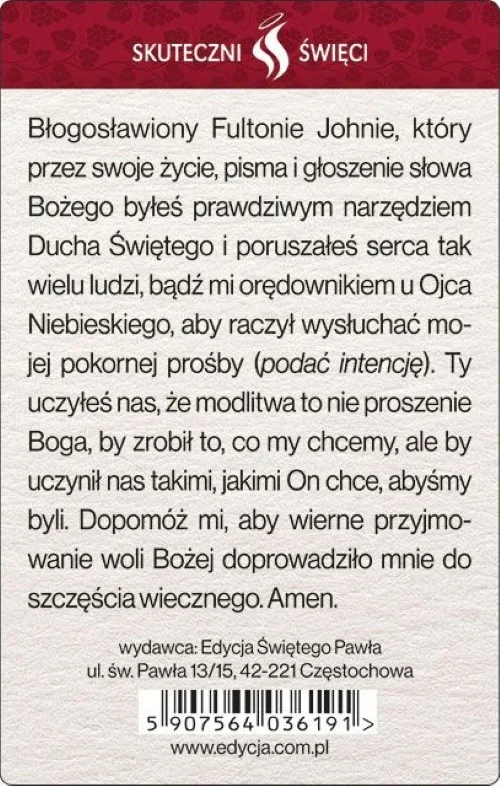 SKUTECZNI ŚWIĘCI
Błogosławiony Fultonie Johnie, który
przez swoje życie, pisma i głoszenie słowa
Bożego byłeś prawdziwym narzędziem
Ducha Świętego i poruszałeś serca tak
wielu ludzi, bądź mi orędownikiem u Ojca
Niebieskiego, aby raczył wysłuchać mo-
jej pokornej prośby (podać intencję). Ty
uczyłeś nas, że modlitwa to nie proszenie
Boga, by zrobił to, co my chcemy, ale by
uczynił nas takimi, jakimi On chce, abyśmy
byli. Dopomóż mi, aby wierne przyjmo-
wanie woli Bożej doprowadziło mnie do
szczęścia wiecznego. Amen.
wydawca: Edycja Świętego Pawła
ul. św. Pawła 13/15, 42-221 Częstochowa
5 907564 036191 >
www.edycja.com.pl